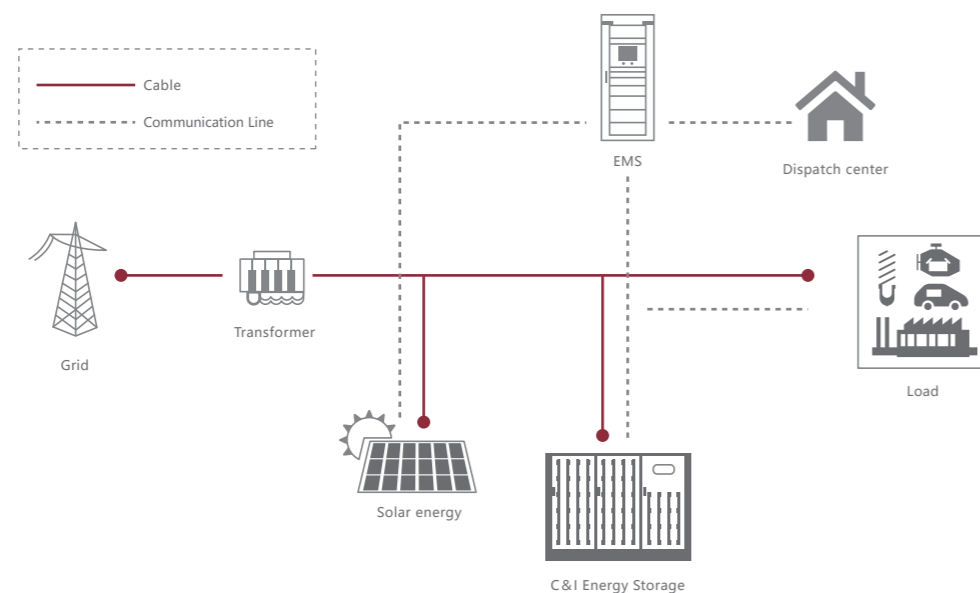 Cable
Communication Line
EMS
Dispatch center
Transformer
Grid
Load
Solar energy
C&I Energy Storage